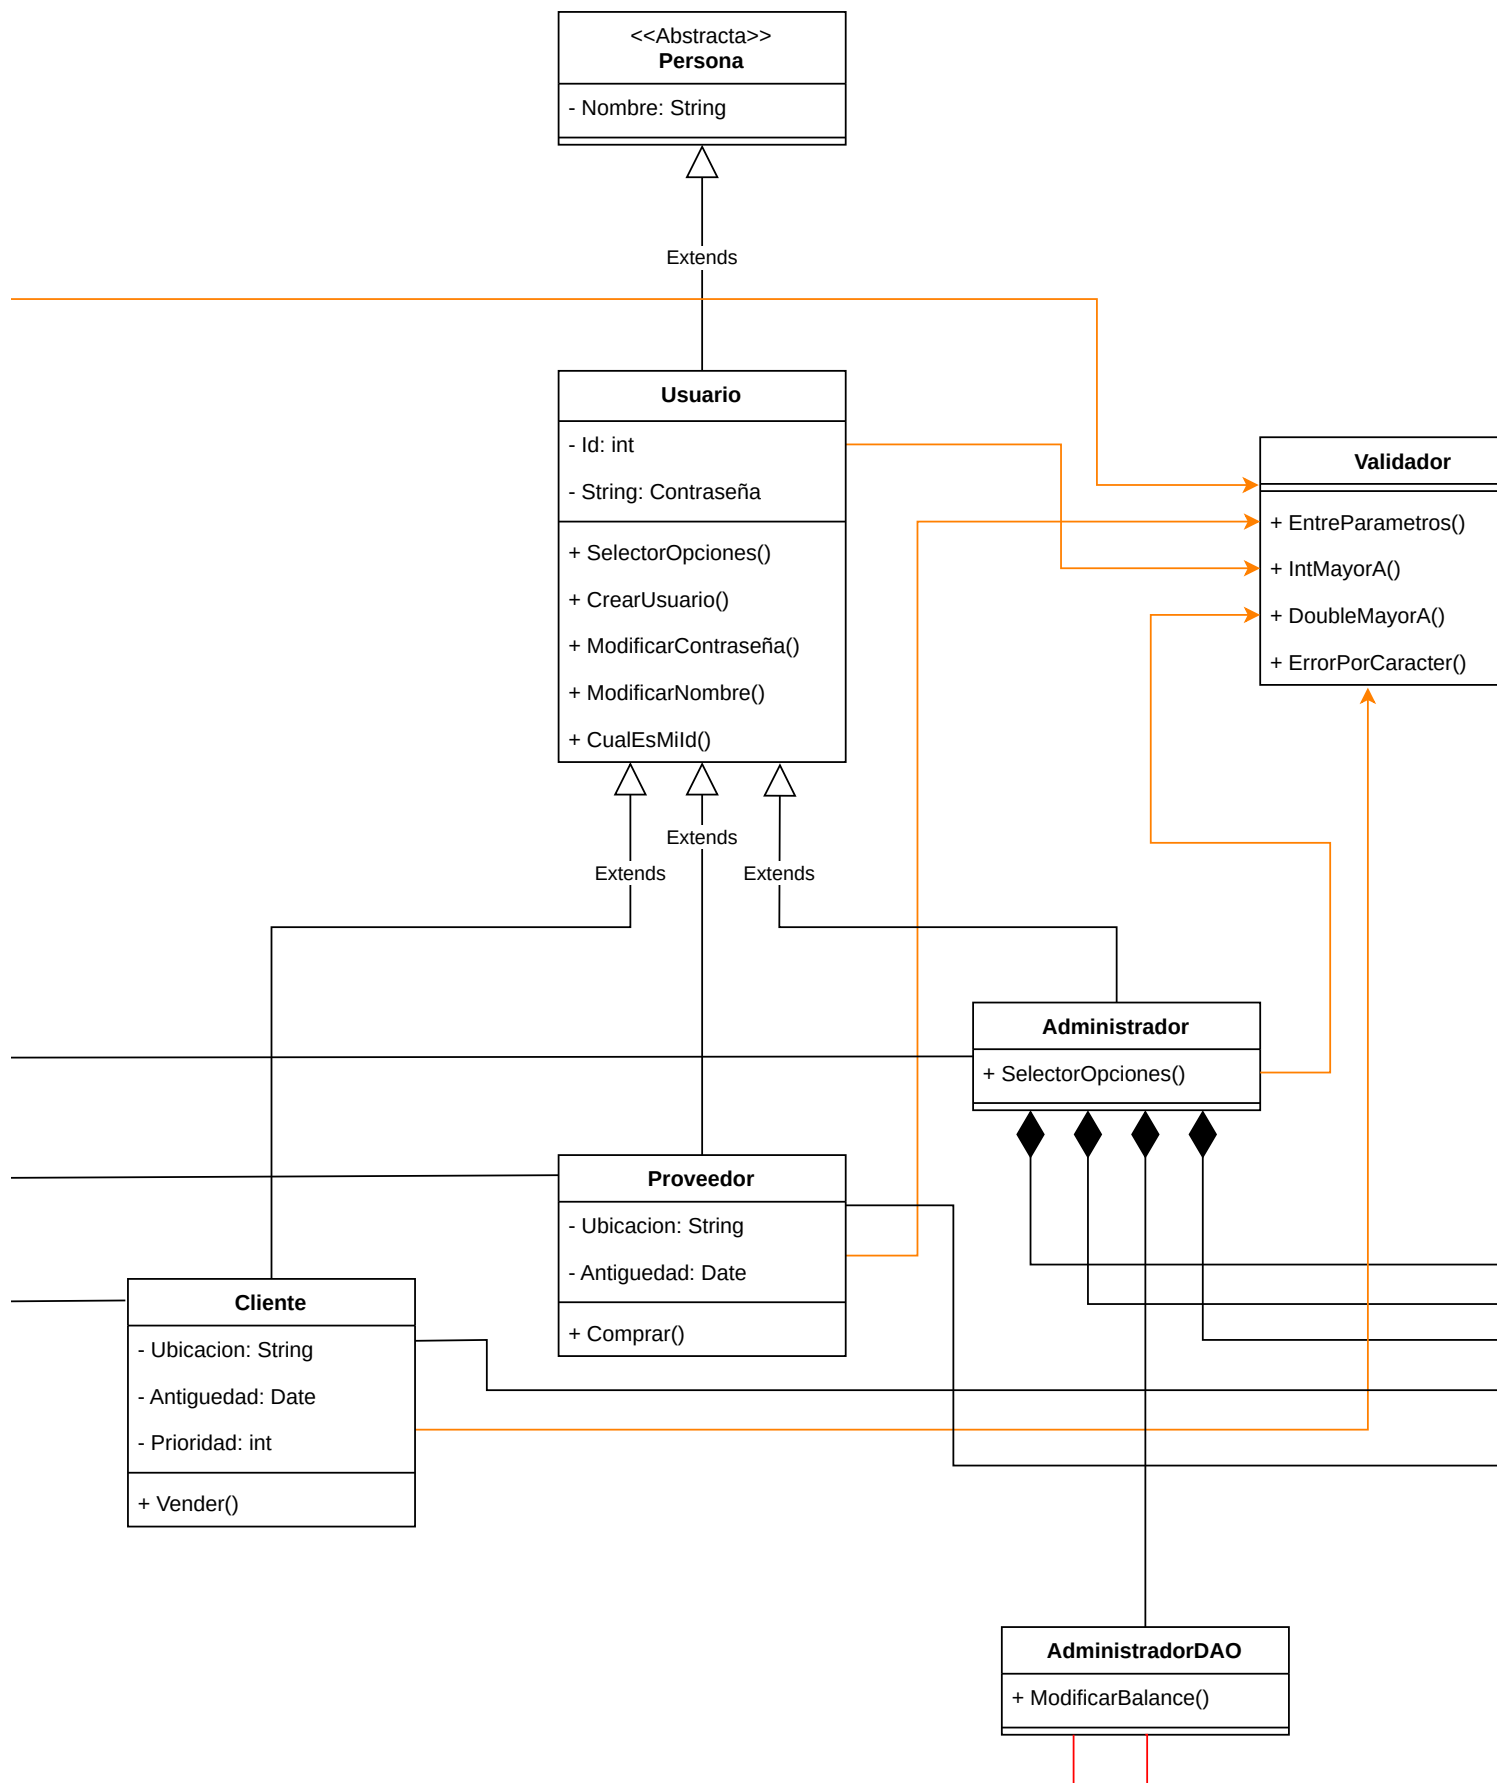 <<Abstracta>>
Persona
- Nombre: String
Extends
Usuario
- Id: int
- String: Contraseña
+ SelectorOpciones()
+ CrearUsuario()
+ ModificarContraseña()
+ ModificarNombre()
+ CualEsMiId()
Validador
+ EntreParametros()
+ IntMayorA()
+ DoubleMayorA()
+ ErrorPorCaracter()
Extends
Extends
Extends
Administrador
+ SelectorOpciones()
Proveedor
- Ubicacion: String
- Antiguedad: Date
+ Comprar()
Cliente
- Ubicacion: String
- Antiguedad: Date
- Prioridad: int
+ Vender()
AdministradorDAO
+ ModificarBalance()